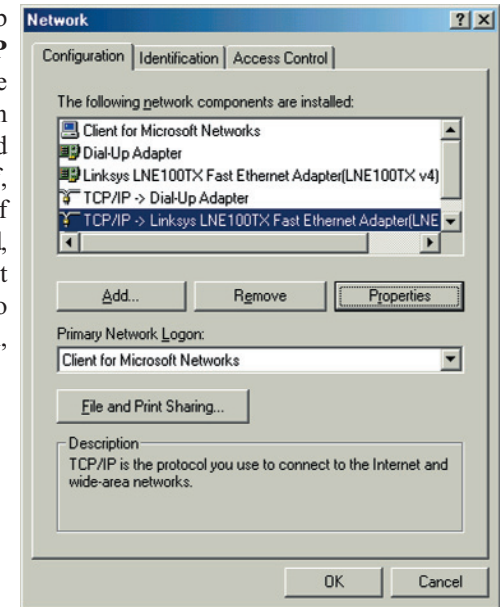 Network
Configuration Identification Access Control
The following network components are installed:
Client for Microsoft Networks
Dial-Up Adapter
Linksys LNE100TX Fast Ethernet Adapter(LNE100TX v4)
TCP/IP -> Dial-Up Adapter
TCP/IP -> Linksys LNE100TX Fast Ethernet Adapter(LNE
Add... Remove Properties
Primary Network Logon:
Client for Microsoft Networks
File and Print Sharing...
Description
TCP/IP is the protocol you use to connect to the Internet and
wide-area networks.
OK Cancel